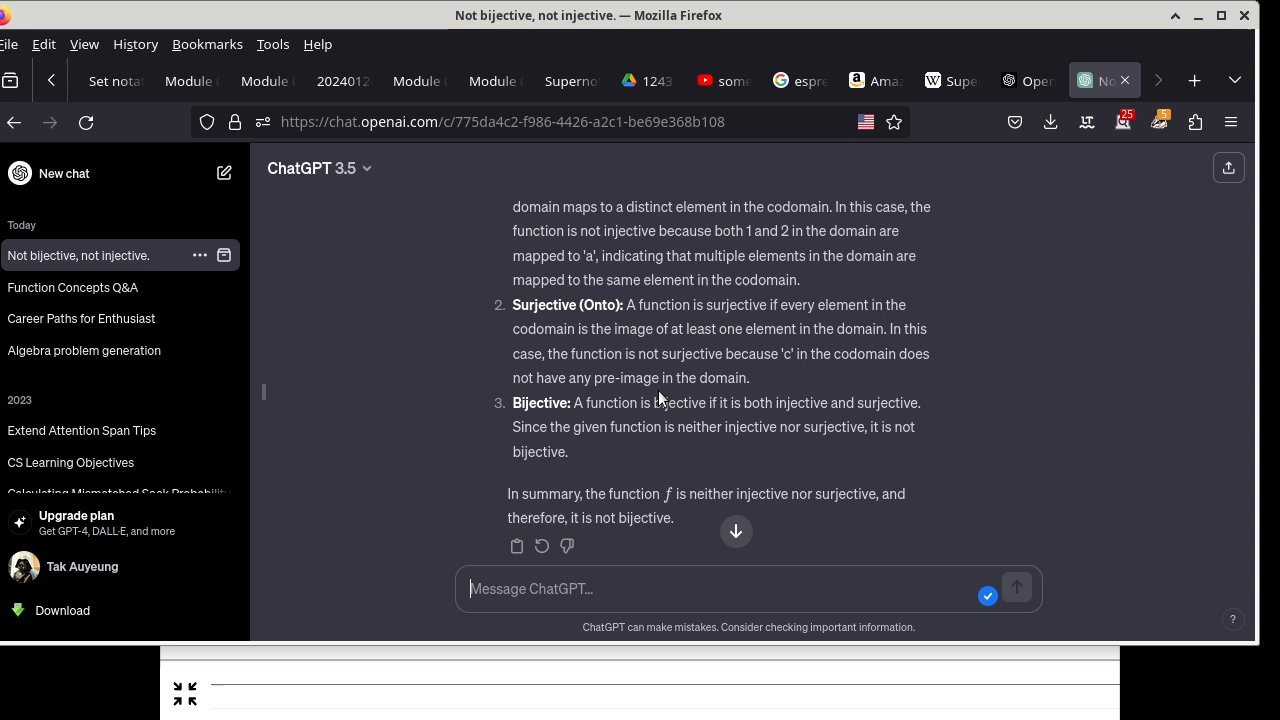 Not bijective, not injective. — Mozilla Firefox
File Edit View History Bookmarks Tools Help
Set nota Module ( Module ( 2024012 Module ( Module ( Superno 1243 some espre Amaz Supe Open No
https://chat.openai.com/c/775da4c2-f986-4426-a2c1-be69e368b108 25 5
New chat
Today
Not bijective, not injective.
Function Concepts Q&A
Career Paths for Enthusiast
Algebra problem generation
2023
Extend Attention Span Tips
CS Learning Objectives
Calculating Mismatched Sock Probability
Upgrade plan
Get GPT-4, DALL·E, and more
Tak Auyeung
Download
ChatGPT 3.5
domain maps to a distinct element in the codomain. In this case, the
function is not injective because both 1 and 2 in the domain are
mapped to 'a', indicating that multiple elements in the domain are
mapped to the same element in the codomain.
2. Surjective (Onto): A function is surjective if every element in the
codomain is the image of at least one element in the domain. In this
case, the function is not surjective because 'c' in the codomain does
not have any pre-image in the domain.
3. Bijective: A function is bijective if it is both injective and surjective.
Since the given function is neither injective nor surjective, it is not
bijective.
In summary, the function f is neither injective nor surjective, and
therefore, it is not bijective.
Message ChatGPT...
ChatGPT can make mistakes. Consider checking important information.
?